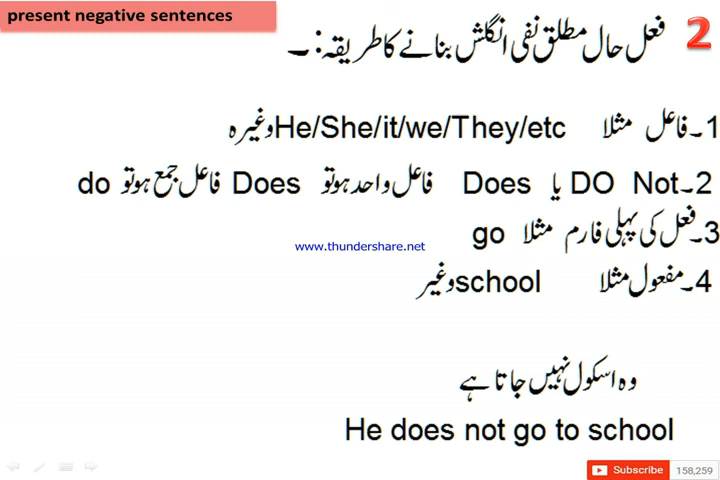 present negative sentences
2 فعل حال مطلق نفی انگلش بنانے کا طریقہ:۔
1۔فاعل مثلا He/She/it/we/They/etc وغیرہ
2۔DO Not یا Does فاعل واحد ہو تو Does فاعل جمع ہو تو do
3۔فعل کی پہلی فارم مثلا go
www.thundershare.net
4۔مفعول مثلا school وغیر
وہ اسکول نہیں جاتا ہے
He does not go to school
Subscribe 158,259